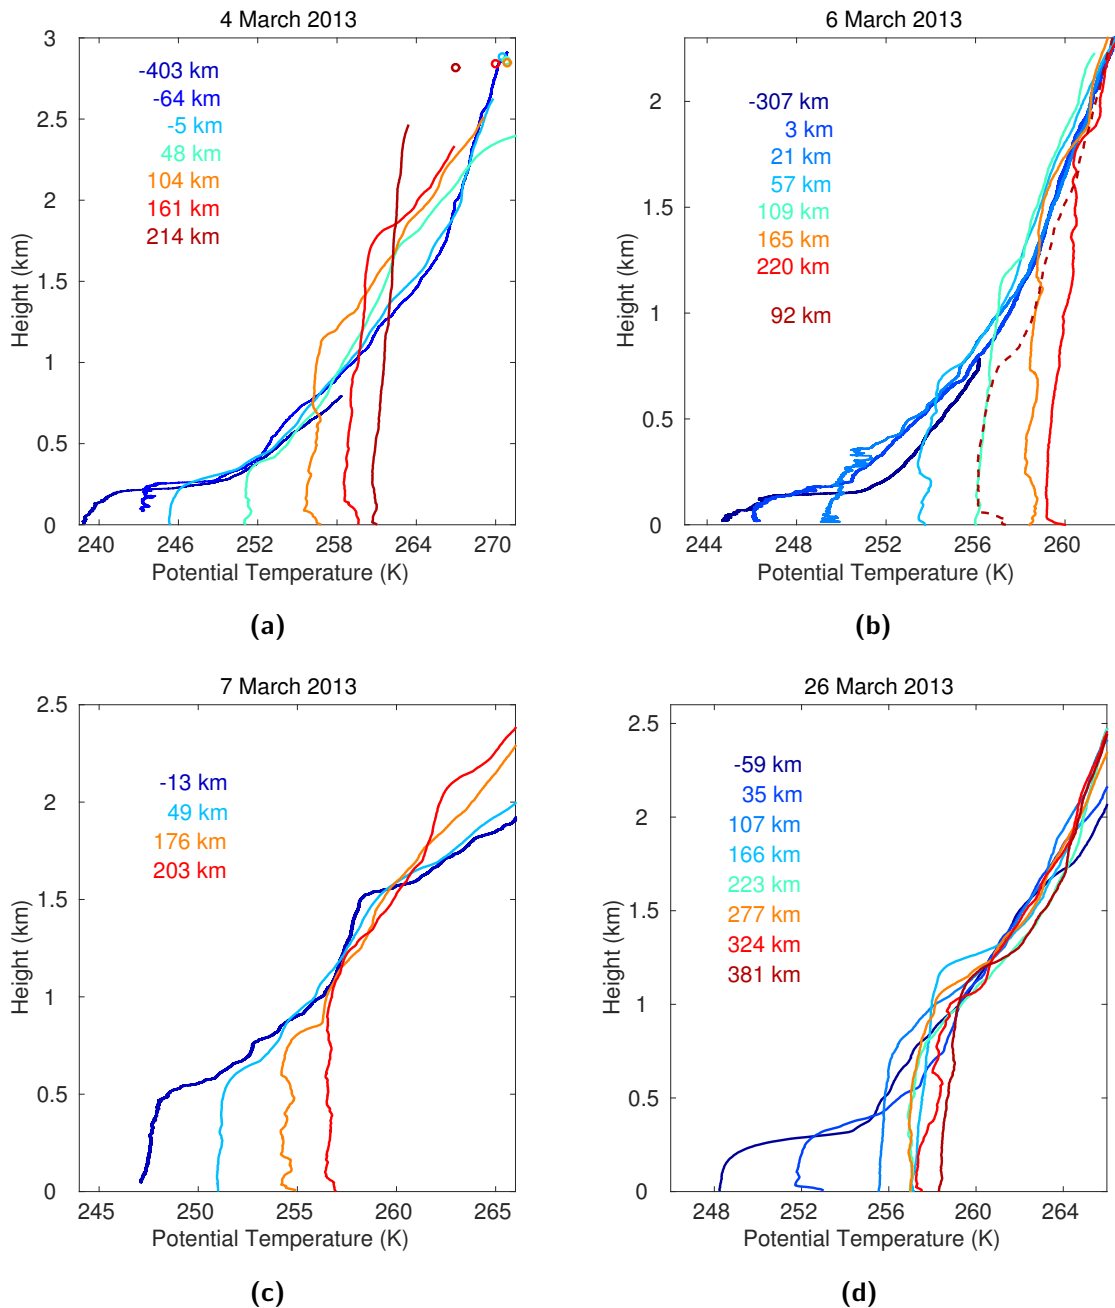 4 March 2013
3
2.5
2
1.5
1
0.5
0
-403 km
-64 km
-5 km
48 km
104 km
161 km
214 km
Height (km)
240 246 252 258 264 270
Potential Temperature (K)
(a)
6 March 2013
2
1.5
1
0.5
0
-307 km
3 km
21 km
57 km
109 km
165 km
220 km
92 km
Height (km)
244 248 252 256 260
Potential Temperature (K)
(b)
7 March 2013
2.5
2
1.5
1
0.5
0
-13 km
49 km
176 km
203 km
Height (km)
245 250 255 260 265
Potential Temperature (K)
(c)
26 March 2013
2.5
2
1.5
1
0.5
0
-59 km
35 km
107 km
166 km
223 km
277 km
324 km
381 km
Height (km)
248 252 256 260 264
Potential Temperature (K)
(d)